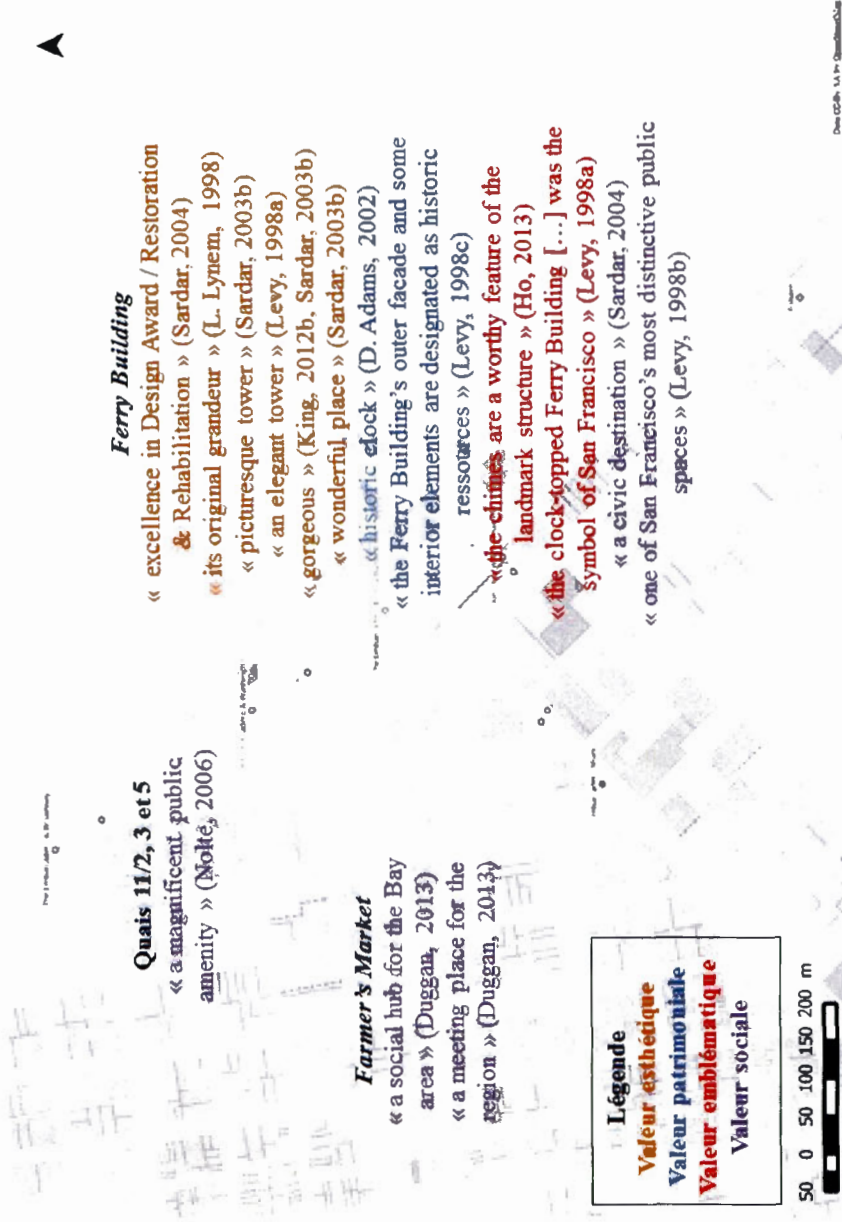 Ferry Building
« excellence in Design Award / Restoration
& Rehabilitation » (Sardar, 2004)
« its original grandeur » (L. Lynem, 1998)
« picturesque tower » (Sardar, 2003b)
« an elegant tower » (Levy, 1998a)
« gorgeous » (King, 2012b, Sardar, 2003b)
« wonderful place » (Sardar, 2003b)
« historic clock » (D. Adams, 2002)
« the Ferry Building's outer facade and some
interior elements are designated as historic
ressources » (Levy, 1998c)
« the chimes are a worthy feature of the
landmark structure » (Ho, 2013)
« the clock-topped Ferry Building [...] was the
symbol of San Francisco » (Levy, 1998a)
« a civic destination » (Sardar, 2004)
« one of San Francisco's most distinctive public
spaces » (Levy, 1998b)
Quais 11/2, 3 et 5
« a magnificent public
amenity » (Nolte, 2006)
Farmer's Market
« a social hub for the Bay
area » (Duggan, 2013)
« a meeting place for the
region » (Duggan, 2013)
Légende
Valeur esthétique
Valeur patrimoniale
Valeur emblématique
Valeur sociale
50 0 50 100 150 200 m